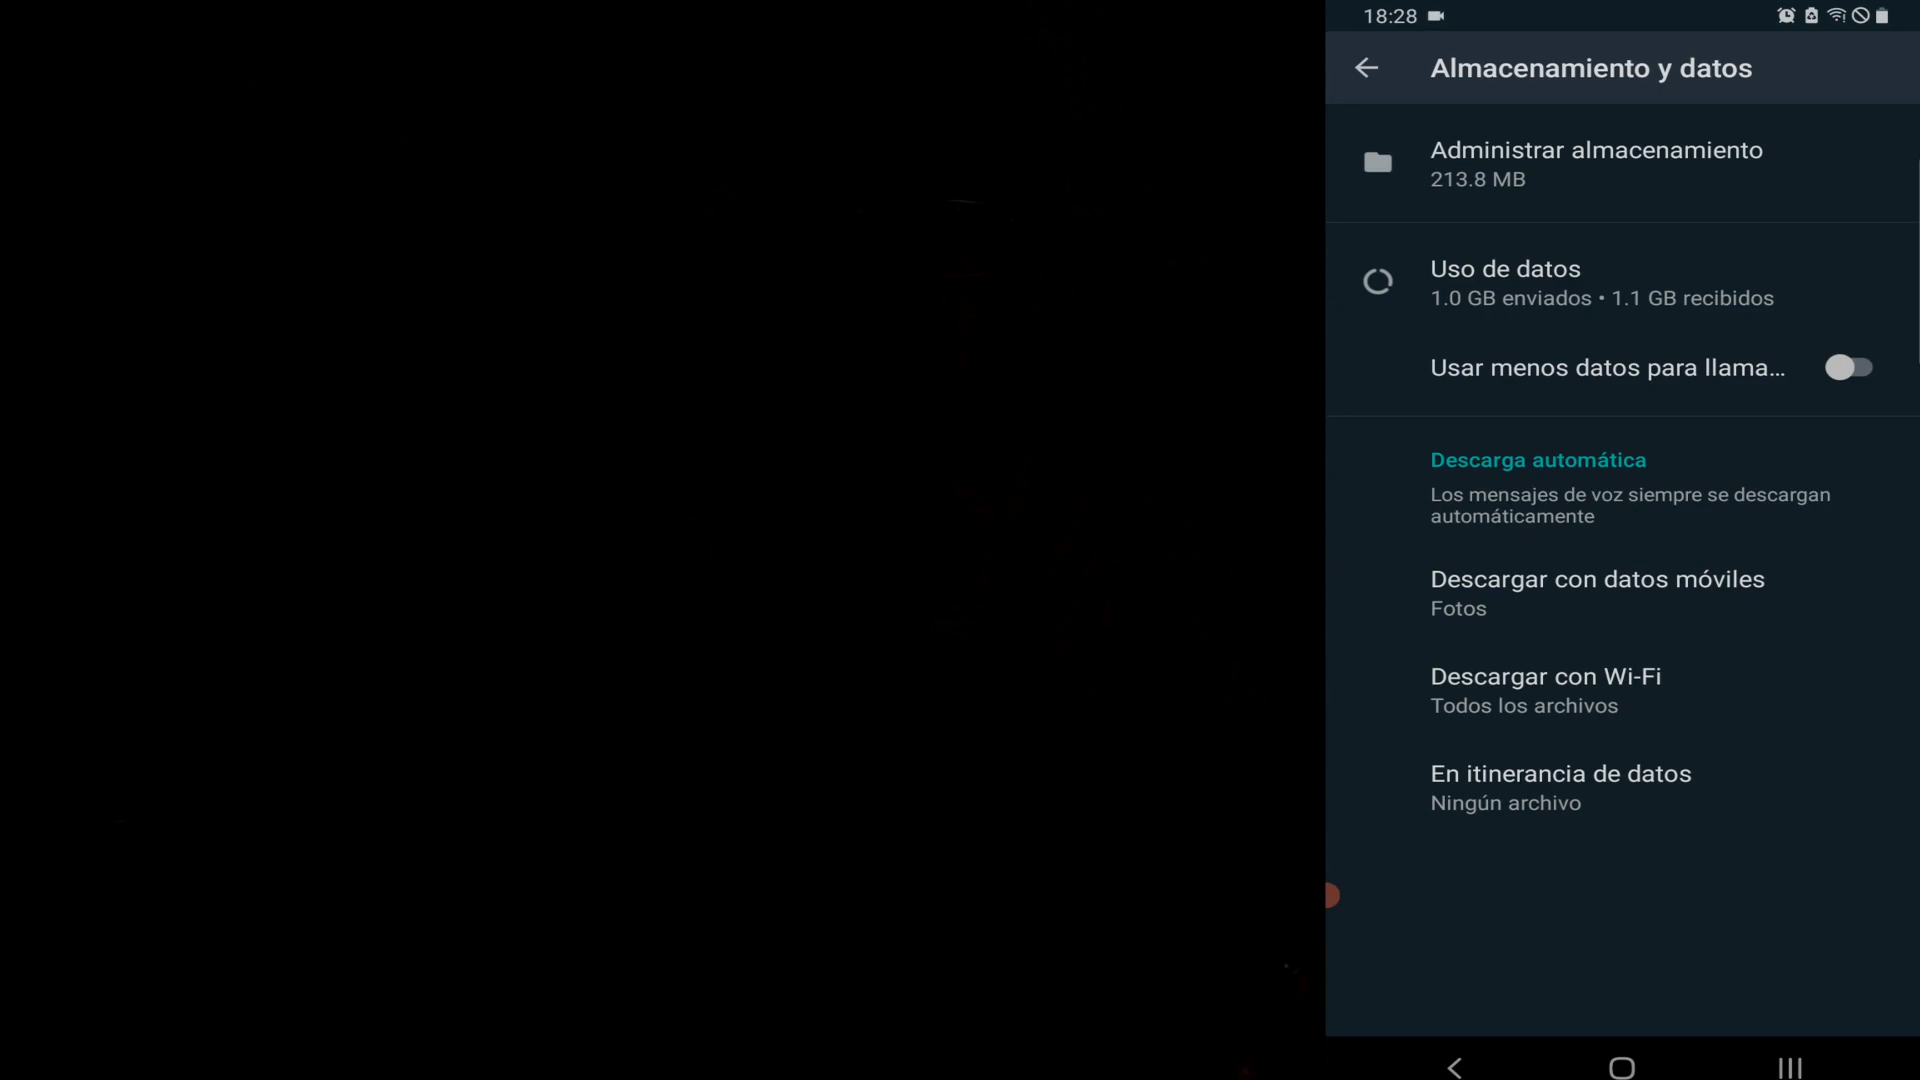 18:28
Almacenamiento y datos
Administrar almacenamiento
213.8 MB
Uso de datos
1.0 GB enviados • 1.1 GB recibidos
Usar menos datos para llama...
Descarga automática
Los mensajes de voz siempre se descargan
automáticamente
Descargar con datos móviles
Fotos
Descargar con Wi-Fi
Todos los archivos
En itinerancia de datos
Ningún archivo